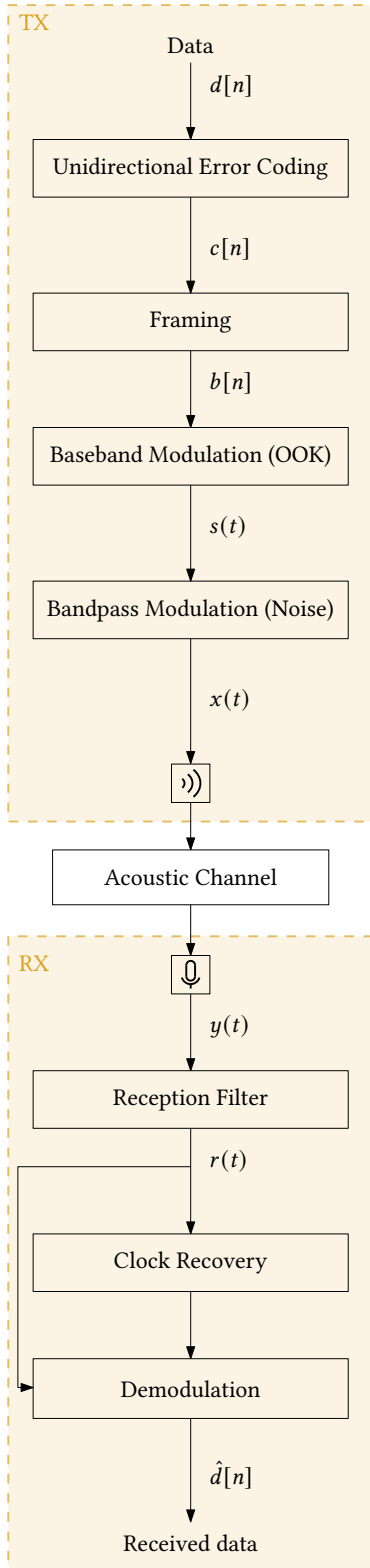 TX
Data
d[n]
Unidirectional Error Coding
c[n]
Framing
b[n]
Baseband Modulation (OOK)
s(t)
Bandpass Modulation (Noise)
x(t)
Acoustic Channel
RX
y(t)
Reception Filter
r(t)
Clock Recovery
Demodulation
d̂[n]
Received data